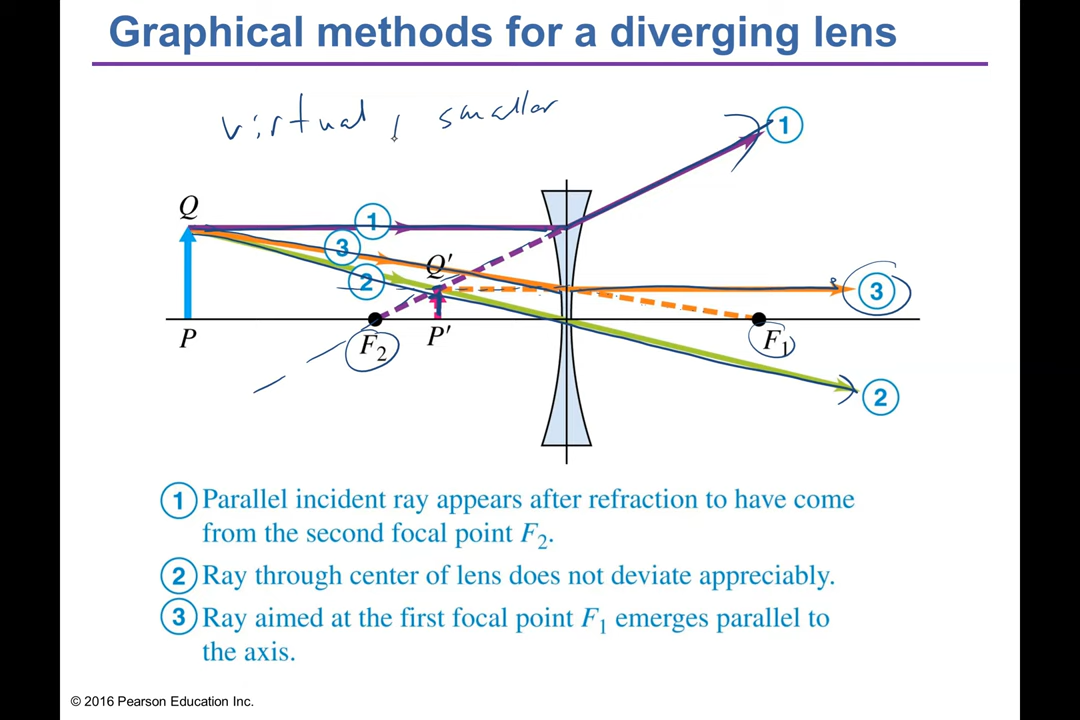 Graphical methods for a diverging lens
virtual, smaller
1
Q
1
3
Q′
2
3
P
F₂
P′
F₁
2
1 Parallel incident ray appears after refraction to have come
from the second focal point F₂.
2 Ray through center of lens does not deviate appreciably.
3 Ray aimed at the first focal point F₁ emerges parallel to
the axis.
© 2016 Pearson Education Inc.